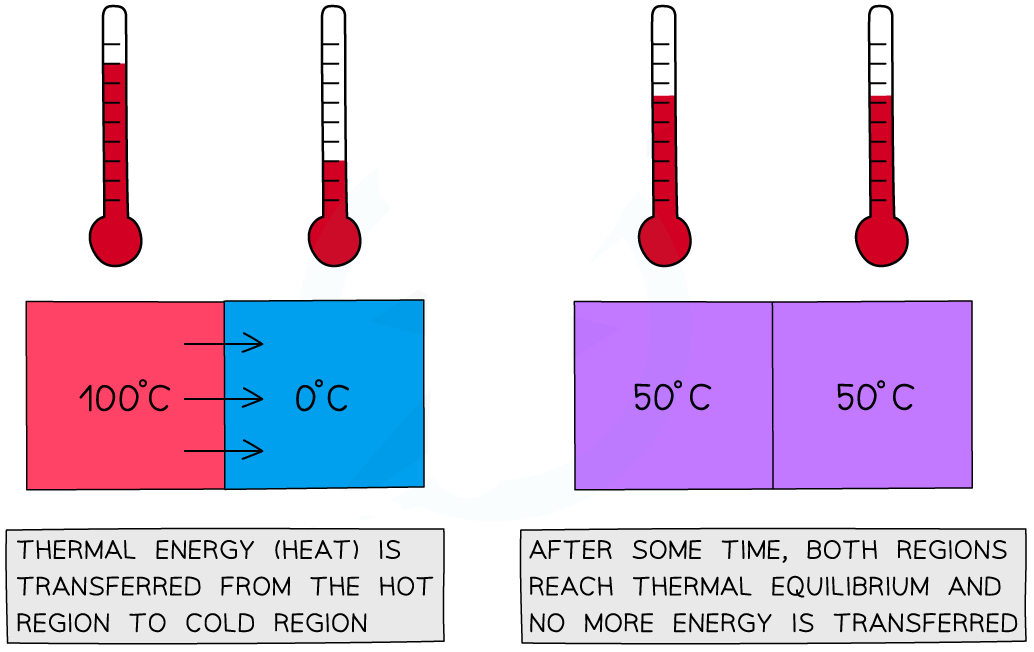 100°C
0°C
50°C
50°C
THERMAL ENERGY (HEAT) IS
TRANSFERRED FROM THE HOT
REGION TO COLD REGION
AFTER SOME TIME, BOTH REGIONS
REACH THERMAL EQUILIBRIUM AND
NO MORE ENERGY IS TRANSFERRED